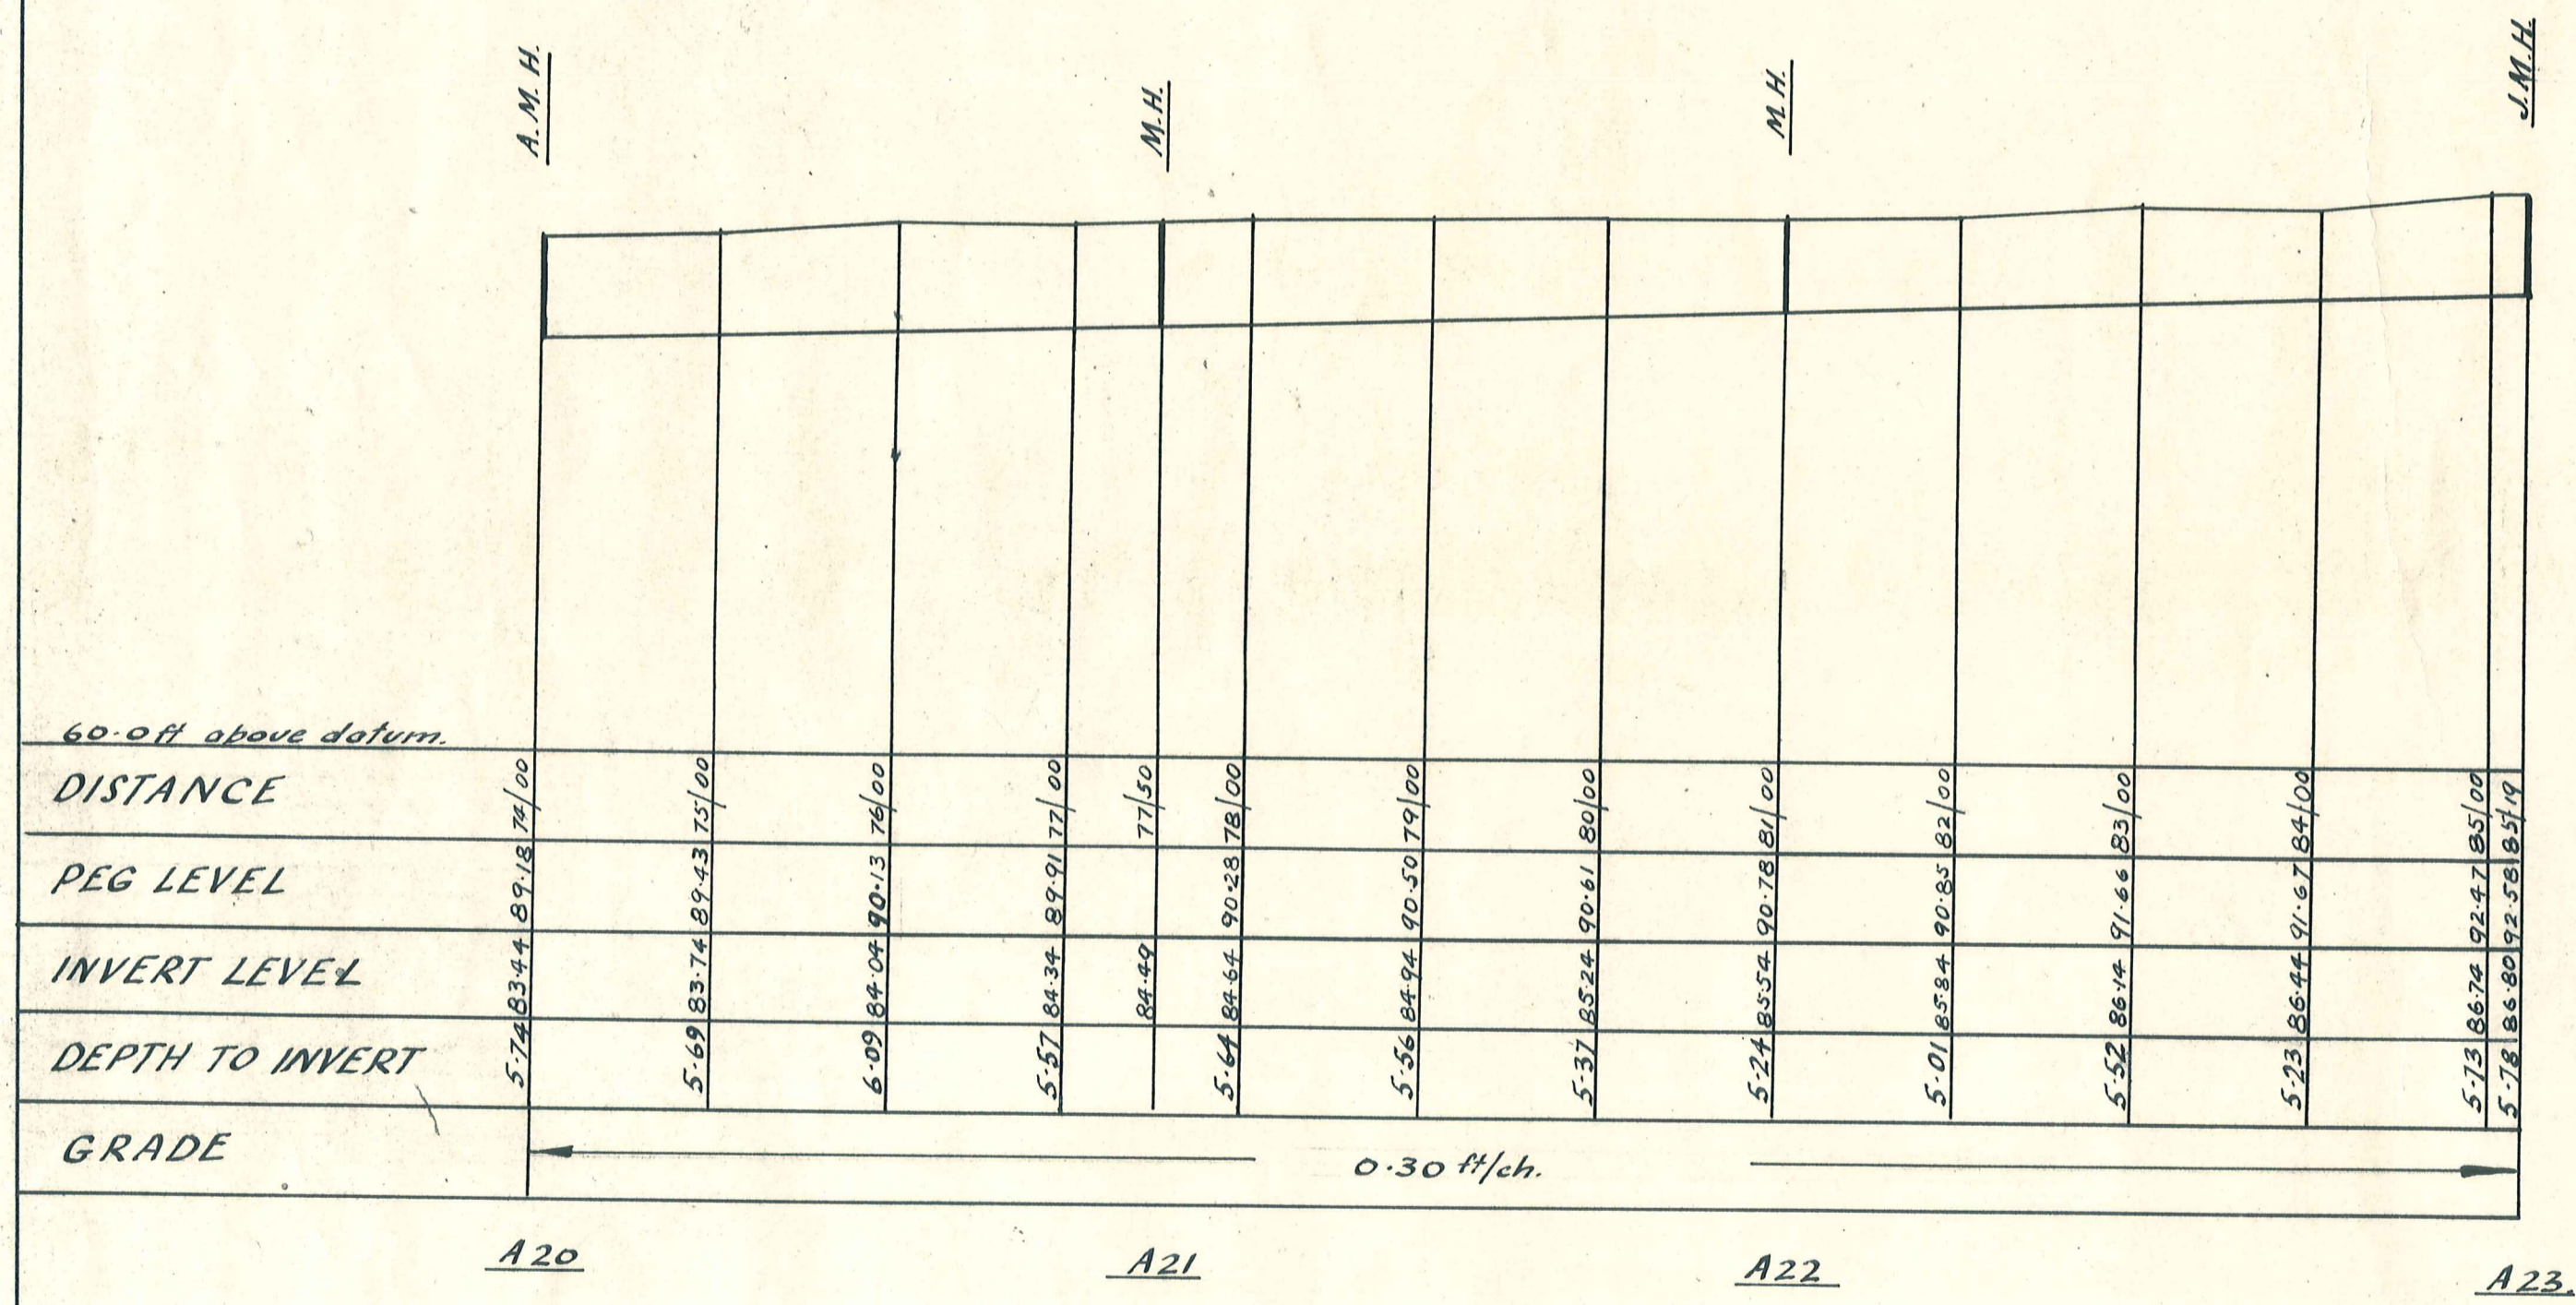 A.M.H. M.H. M.H. J.M.H.
60·0ft above datum.
DISTANCE 74/00 75/00 76/00 77/00 77/50 78/00 79/00 80/00 81/00 82/00 83/00 84/00 85/00 85/19
PEG LEVEL 89·18 89·43 90·13 89·91 90·28 90·50 90·61 90·78 90·85 91·66 91·67 92·47 92·58
INVERT LEVEL 83·44 83·74 84·04 84·34 84·49 84·64 84·94 85·24 85·54 85·84 86·14 86·44 86·74 86·80
DEPTH TO INVERT 5·74 5·69 6·09 5·57 5·64 5·56 5·37 5·24 5·01 5·52 5·23 5·73 5·78
GRADE 0·30 ft/ch.
A20 A21 A22 A23.